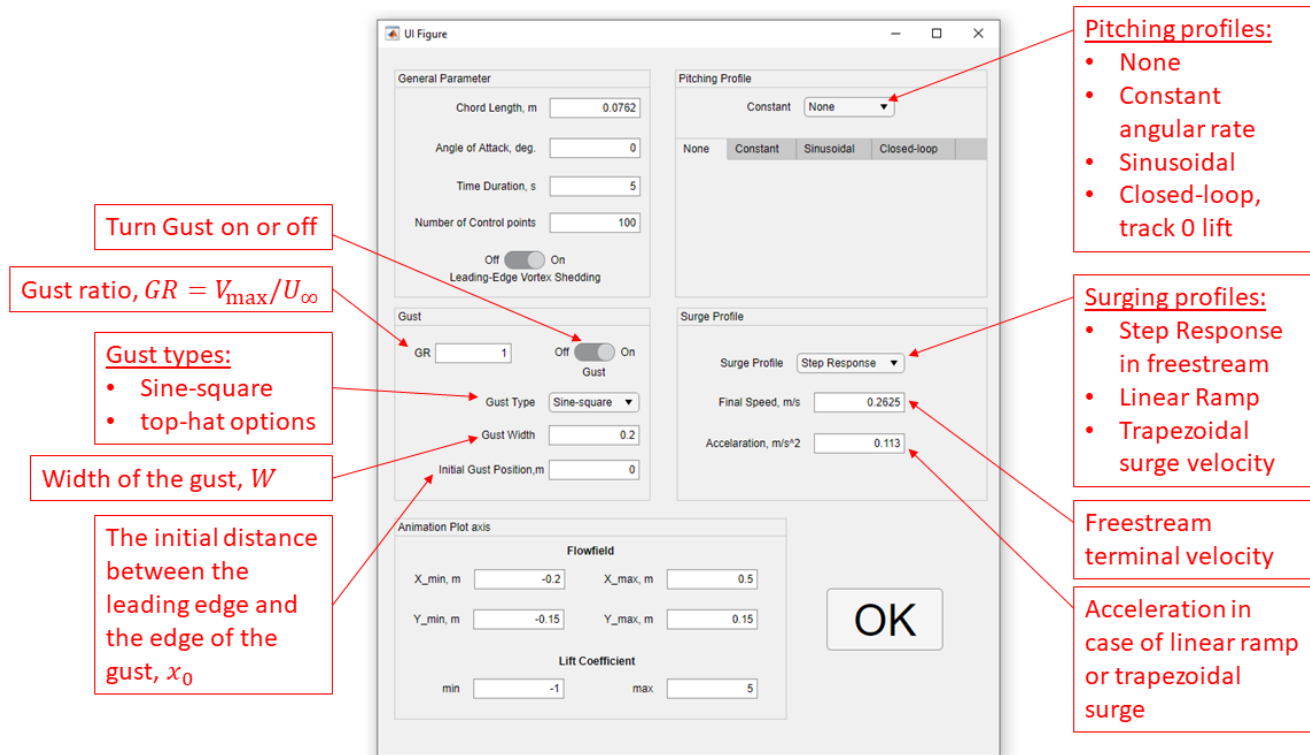 UI Figure
General Parameter
Chord Length, m 0.0762
Angle of Attack, deg. 0
Time Duration, s 5
Number of Control points 100
Off On
Leading-Edge Vortex Shedding
Pitching Profile
Constant None
None Constant Sinusoidal Closed-loop
Gust
GR 1 Off On
Gust
Gust Type Sine-square
Gust Width 0.2
Initial Gust Position,m 0
Surge Profile
Surge Profile Step Response
Final Speed, m/s 0.2625
Accelaration, m/s^2 0.113
Animation Plot axis
Flowfield
X_min, m -0.2 X_max, m 0.5
Y_min, m -0.15 Y_max, m 0.15
Lift Coefficient
min -1 max 5
OK
Turn Gust on or off
Gust ratio, GR = V_max/U_∞
Gust types:
• Sine-square
• top-hat options
Width of the gust, W
The initial distance
between the
leading edge and
the edge of the
gust, x_0
Pitching profiles:
• None
• Constant
angular rate
• Sinusoidal
• Closed-loop,
track 0 lift
Surging profiles:
• Step Response
in freestream
• Linear Ramp
• Trapezoidal
surge velocity
Freestream
terminal velocity
Acceleration in
case of linear ramp
or trapezoidal
surge